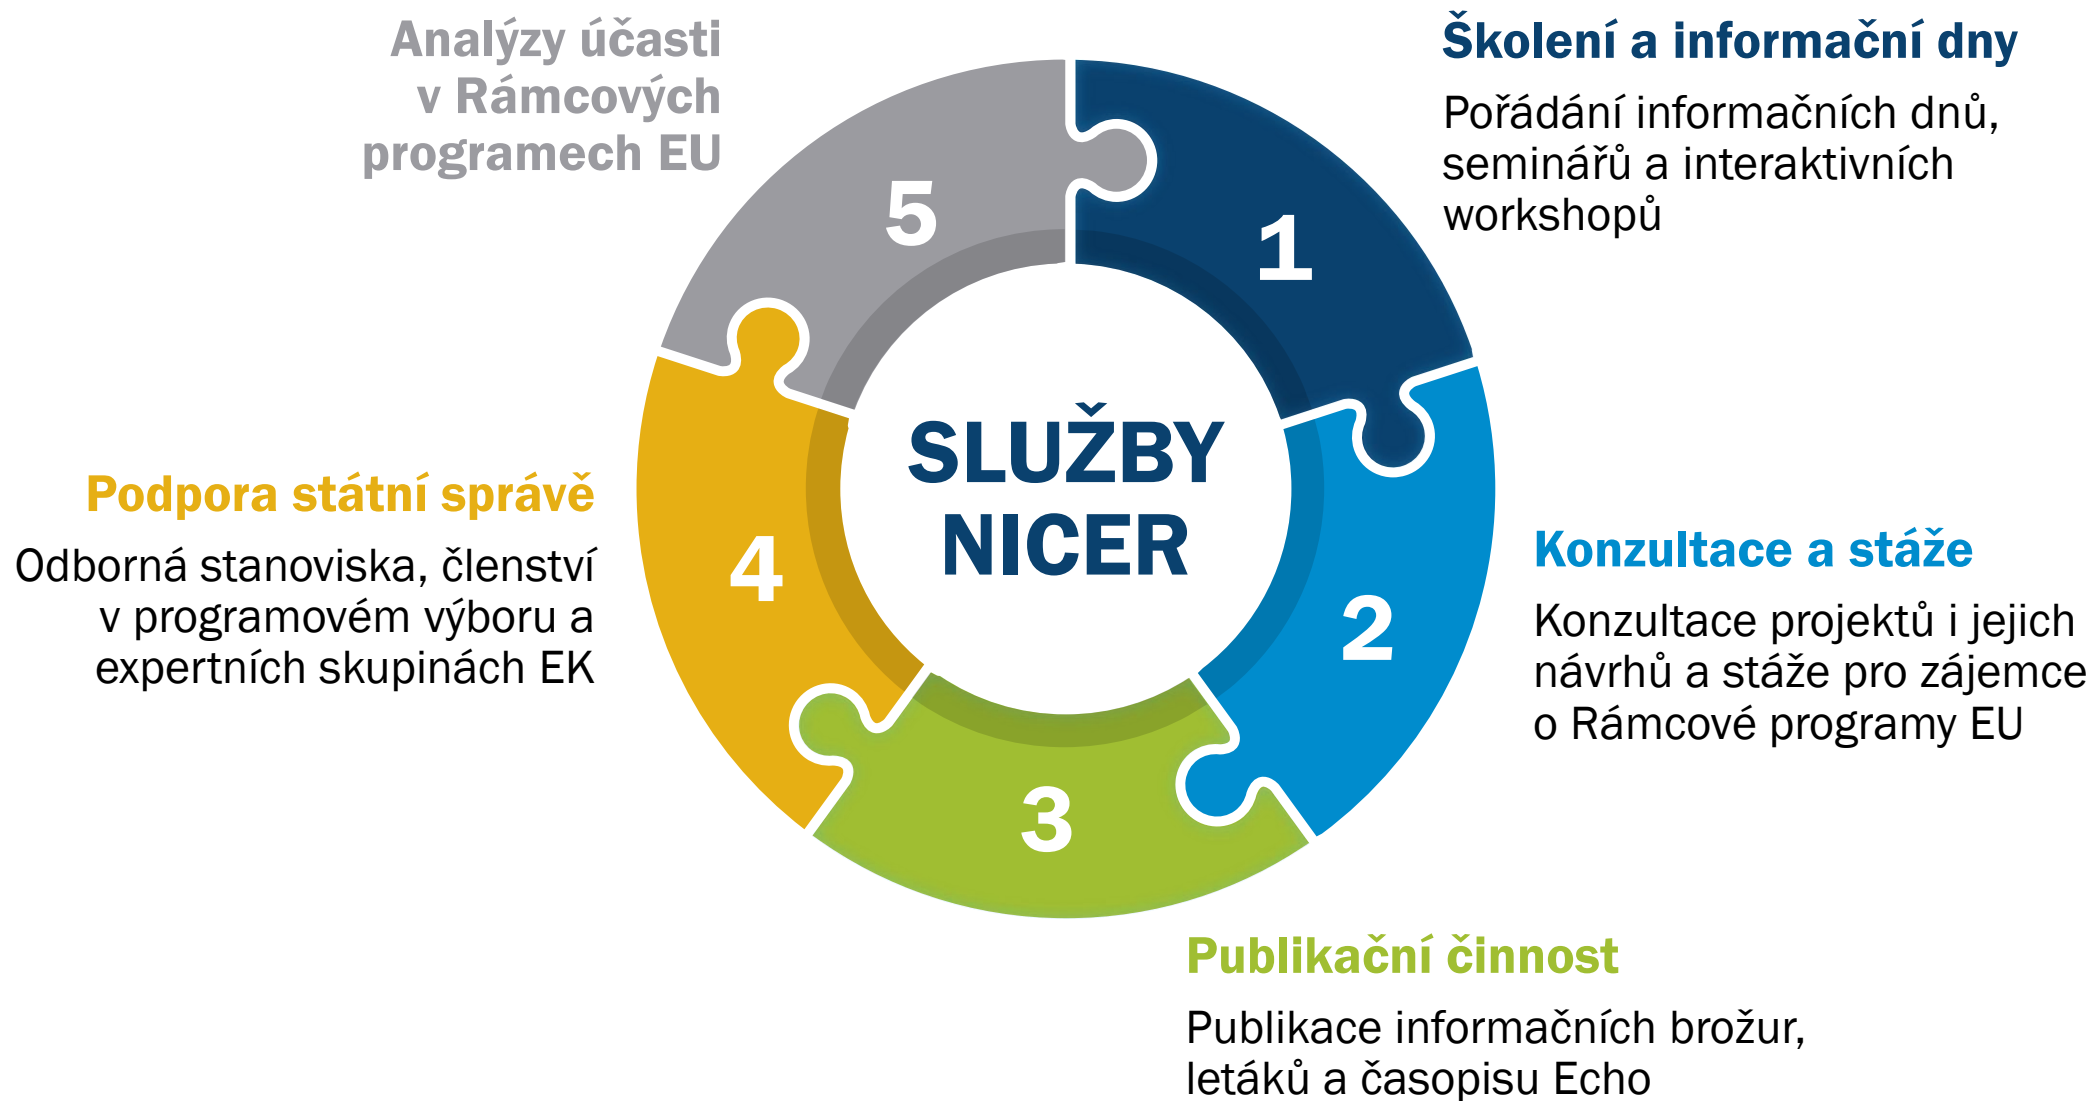 SLUŽBY
NICER
1
Školení a informační dny
Pořádání informačních dnů,
seminářů a interaktivních
workshopů
2
Konzultace a stáže
Konzultace projektů i jejich
návrhů a stáže pro zájemce
o Rámcové programy EU
3
Publikační činnost
Publikace informačních brožur,
letáků a časopisu Echo
4
Podpora státní správě
Odborná stanoviska, členství
v programovém výboru a
expertních skupinách EK
5
Analýzy účasti
v Rámcových
programech EU